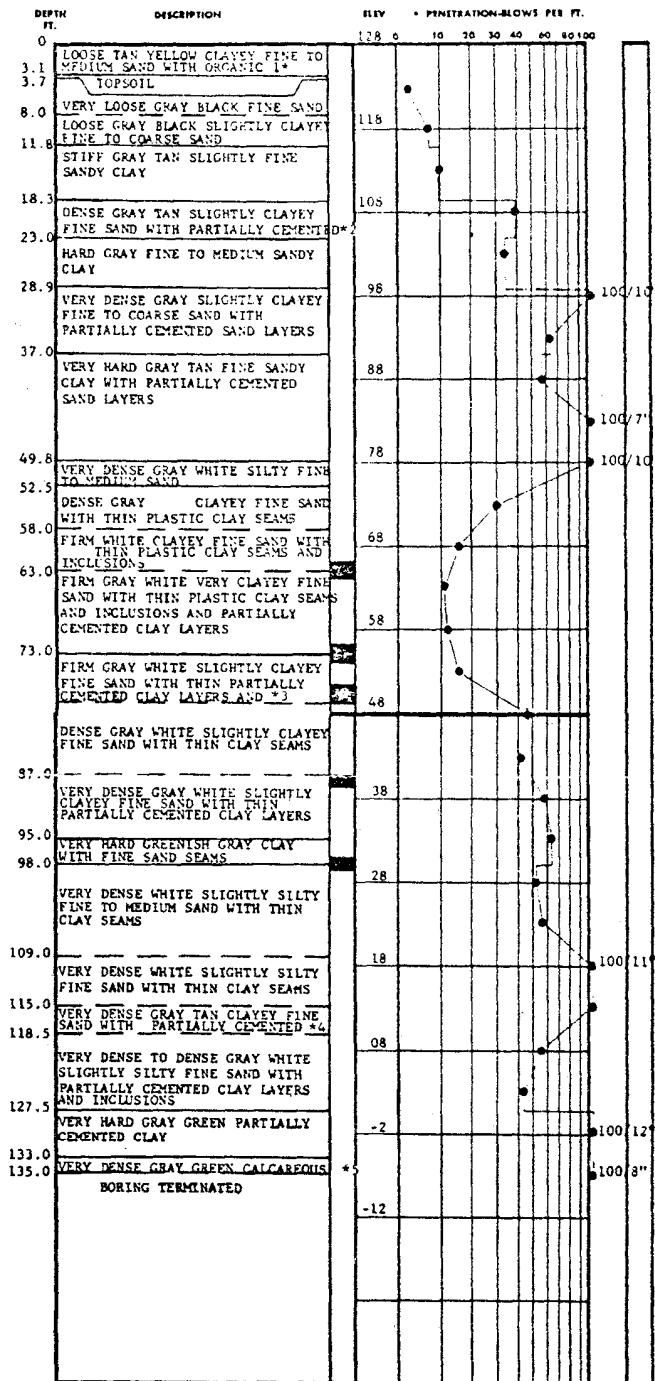 DEPTH FT. DESCRIPTION ELEV • PENETRATION-BLOWS PER FT.
0 128 0 10 20 30 40 60 80 100
LOOSE TAN YELLOW CLAYEY FINE TO
3.1 MEDIUM SAND WITH ORGANIC 1*
3.7 TOPSOIL
VERY LOOSE GRAY BLACK FINE SAND
8.0
LOOSE GRAY BLACK SLIGHTLY CLAYEY 118
FINE TO COARSE SAND
11.8
STIFF GRAY TAN SLIGHTLY FINE
SANDY CLAY
18.3
DENSE GRAY TAN SLIGHTLY CLAYEY 108
FINE SAND WITH PARTIALLY CEMENTED*2
23.0
HARD GRAY FINE TO MEDIUM SANDY
CLAY
28.9
VERY DENSE GRAY SLIGHTLY CLAYEY 98 100/10"
FINE TO COARSE SAND WITH
PARTIALLY CEMENTED SAND LAYERS
37.0
VERY HARD GRAY TAN FINE SANDY
CLAY WITH PARTIALLY CEMENTED 88
SAND LAYERS
100/7"
49.8 78 100/10
VERY DENSE GRAY WHITE SILTY FINE
TO MEDIUM SAND
52.5
DENSE GRAY CLAYEY FINE SAND
WITH THIN PLASTIC CLAY SEAMS
58.0
FIRM WHITE CLAYEY FINE SAND WITH 68
THIN PLASTIC CLAY SEAMS AND
INCLUSIONS
63.0
FIRM GRAY WHITE VERY CLAYEY FINE
SAND WITH THIN PLASTIC CLAY SEAMS
AND INCLUSIONS AND PARTIALLY
CEMENTED CLAY LAYERS 58
73.0
FIRM GRAY WHITE SLIGHTLY CLAYEY
FINE SAND WITH THIN PARTIALLY
CEMENTED CLAY LAYERS AND *3
48
DENSE GRAY WHITE SLIGHTLY CLAYEY
FINE SAND WITH THIN CLAY SEAMS
87.0
VERY DENSE GRAY WHITE SLIGHTLY 38
CLAYEY FINE SAND WITH THIN
PARTIALLY CEMENTED CLAY LAYERS
95.0
VERY HARD GREENISH GRAY CLAY
WITH FINE SAND SEAMS
98.0
28
VERY DENSE WHITE SLIGHTLY SILTY
FINE TO MEDIUM SAND WITH THIN
CLAY SEAMS
109.0
18 100/11"
VERY DENSE WHITE SLIGHTLY SILTY
FINE SAND WITH THIN CLAY SEAMS
115.0
VERY DENSE GRAY TAN CLAYEY FINE
SAND WITH PARTIALLY CEMENTED *4
118.5
08
VERY DENSE TO DENSE GRAY WHITE
SLIGHTLY SILTY FINE SAND WITH
PARTIALLY CEMENTED CLAY LAYERS
AND INCLUSIONS
127.5
VERY HARD GRAY GREEN PARTIALLY
CEMENTED CLAY -2 100/12"
133.0
VERY DENSE GRAY GREEN CALCAREOUS *5 100/8"
135.0
BORING TERMINATED
-12